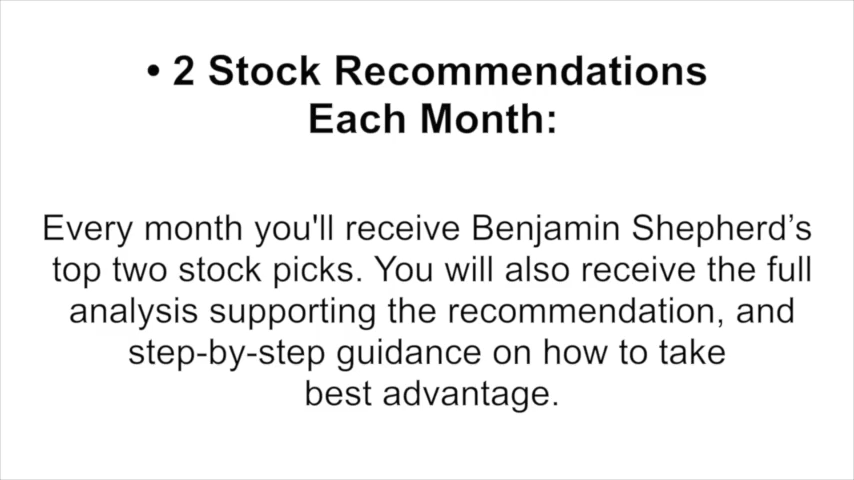 • 2 Stock Recommendations
Each Month:
Every month you'll receive Benjamin Shepherd’s
top two stock picks. You will also receive the full
analysis supporting the recommendation, and
step-by-step guidance on how to take
best advantage.